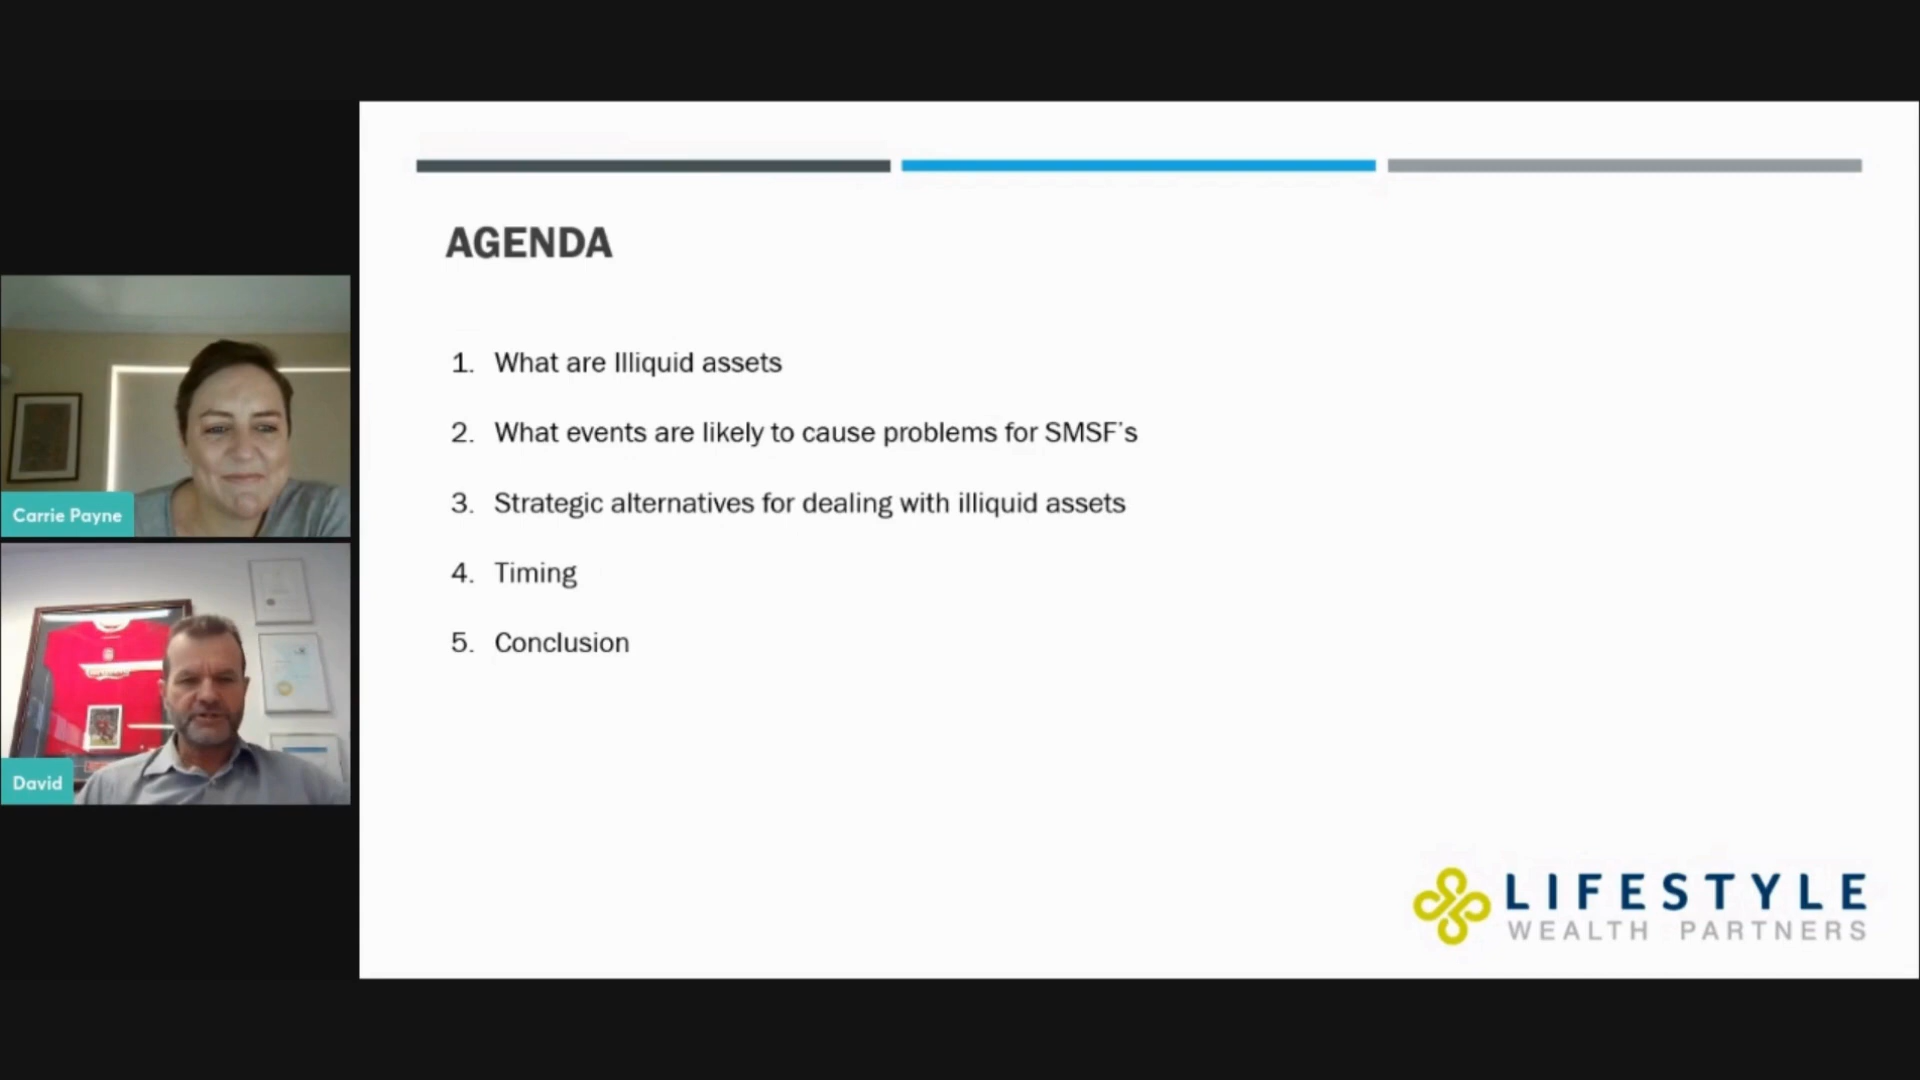 AGENDA
1. What are Illiquid assets
2. What events are likely to cause problems for SMSF's
3. Strategic alternatives for dealing with illiquid assets
4. Timing
5. Conclusion
Carrie Payne
David
LIFESTYLE
WEALTH PARTNERS